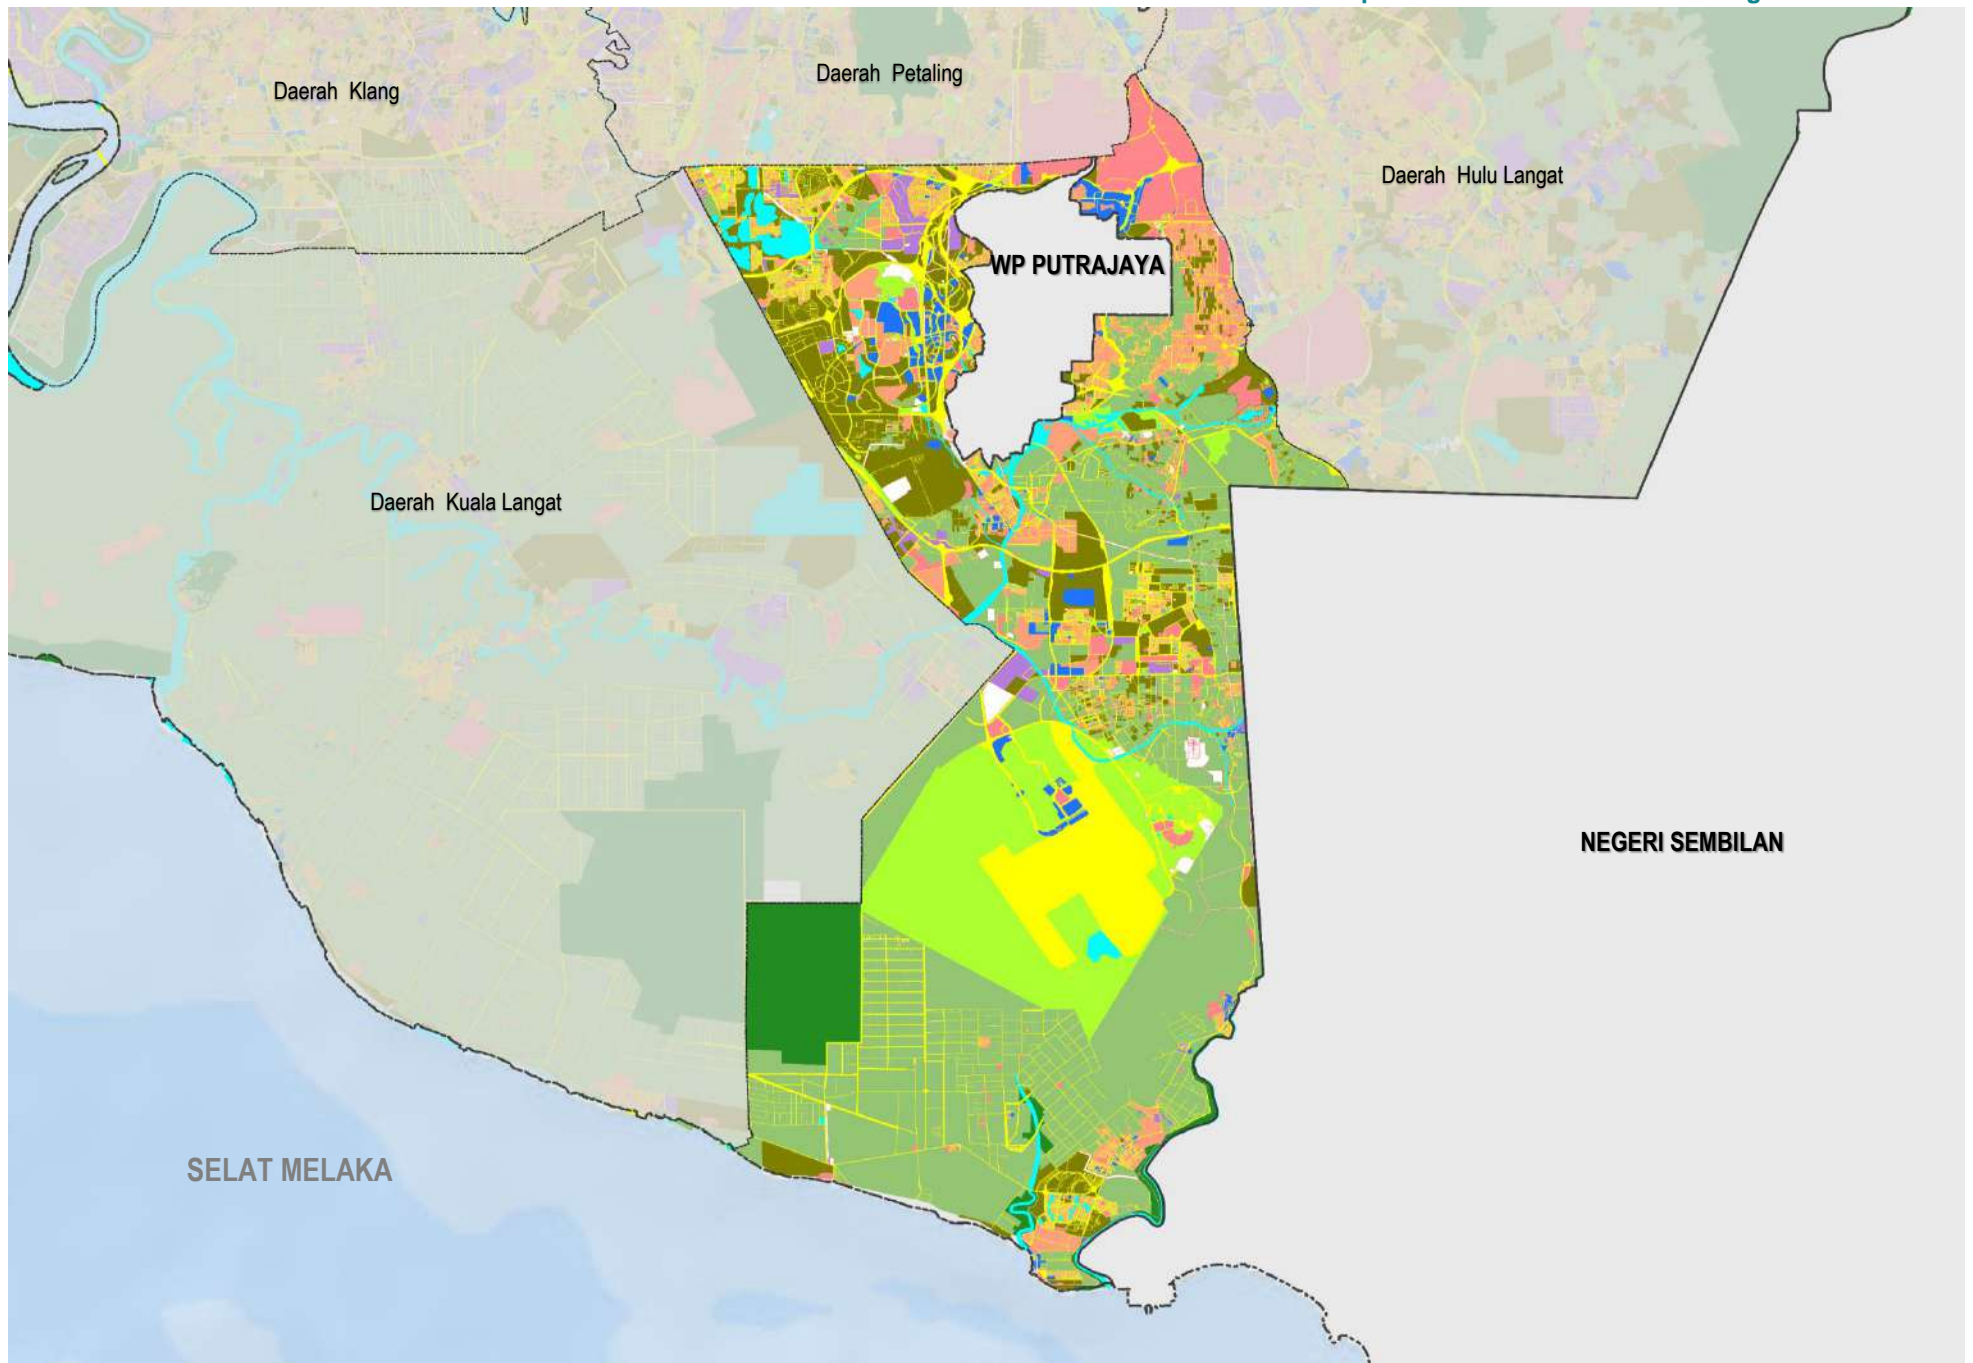 Daerah Petaling
Daerah Klang
Daerah Hulu Langat
WP PUTRAJAYA
Daerah Kuala Langat
NEGERI SEMBILAN
SELAT MELAKA